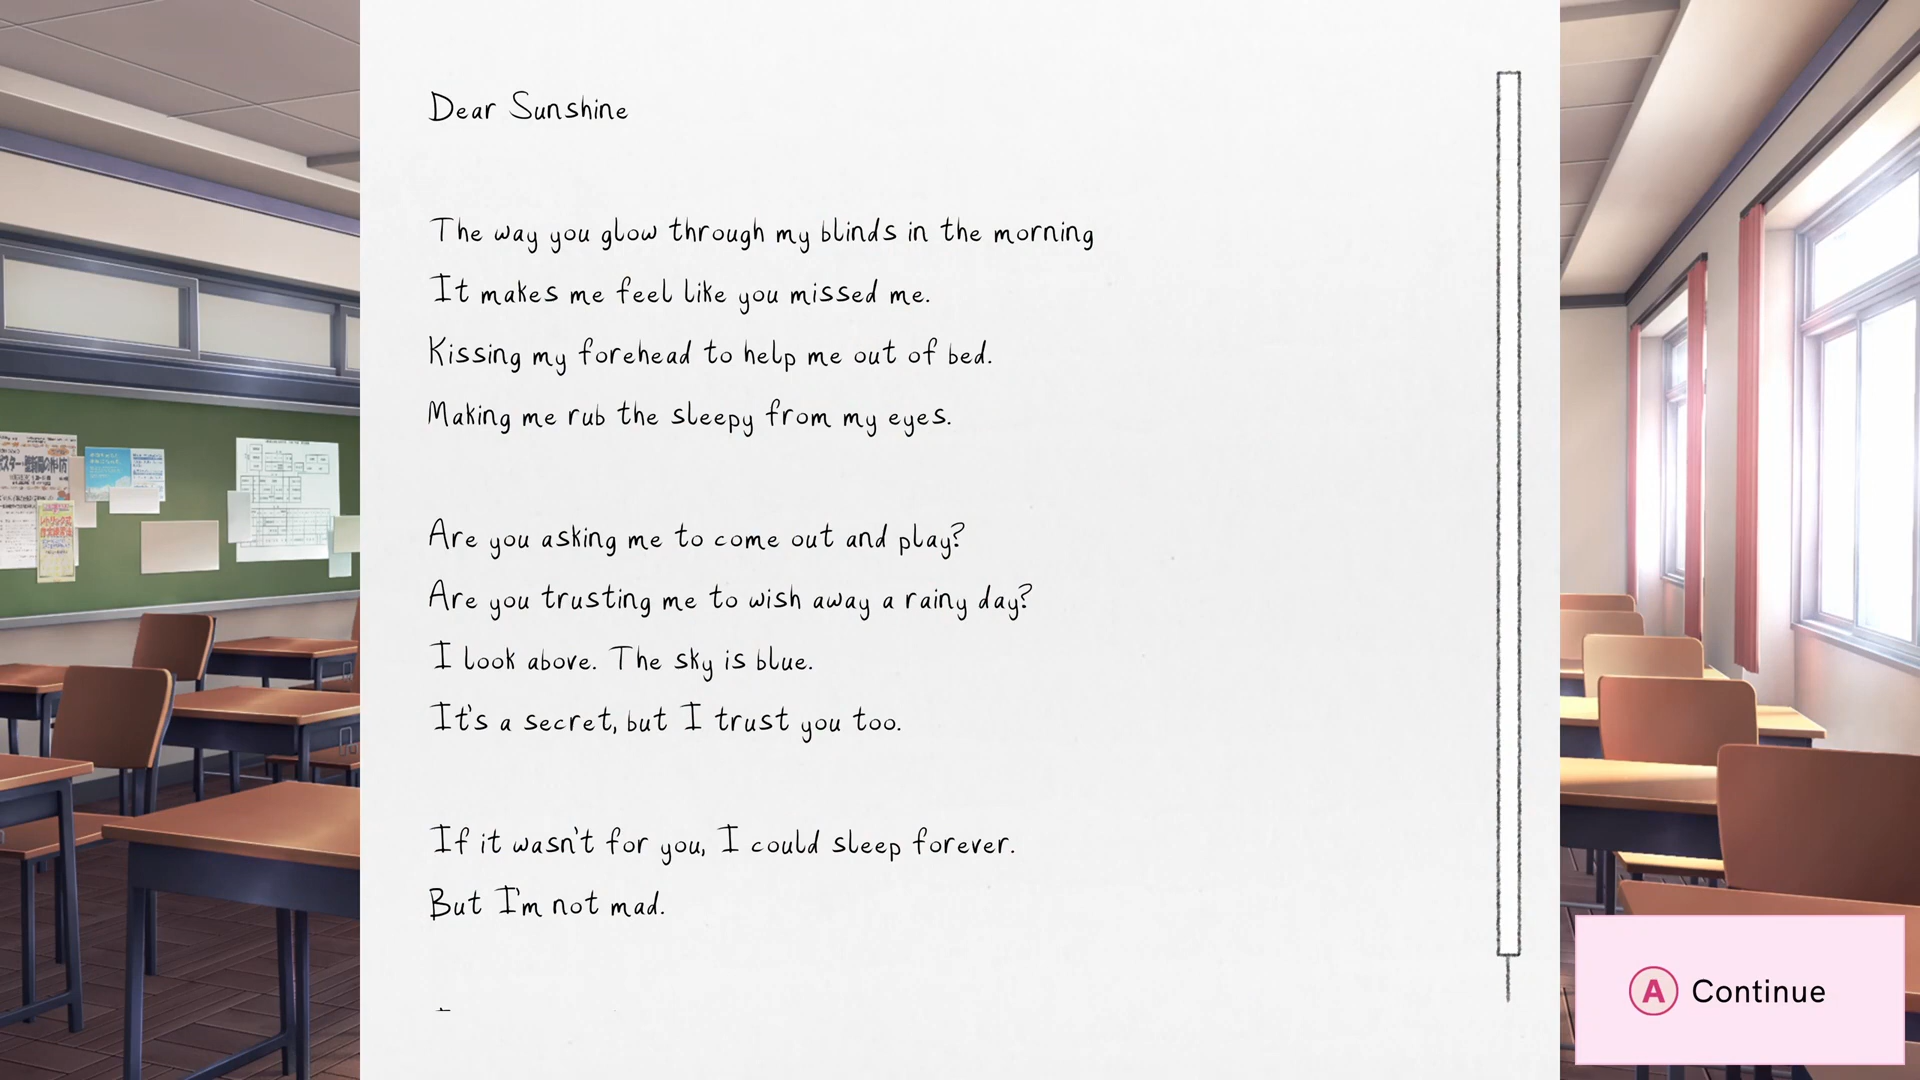 Dear Sunshine
The way you glow through my blinds in the morning
It makes me feel like you missed me.
Kissing my forehead to help me out of bed.
Making me rub the sleepy from my eyes.
Are you asking me to come out and play?
Are you trusting me to wish away a rainy day?
I look above. The sky is blue.
It's a secret, but I trust you too.
If it wasn't for you, I could sleep forever.
But I'm not mad.
A Continue